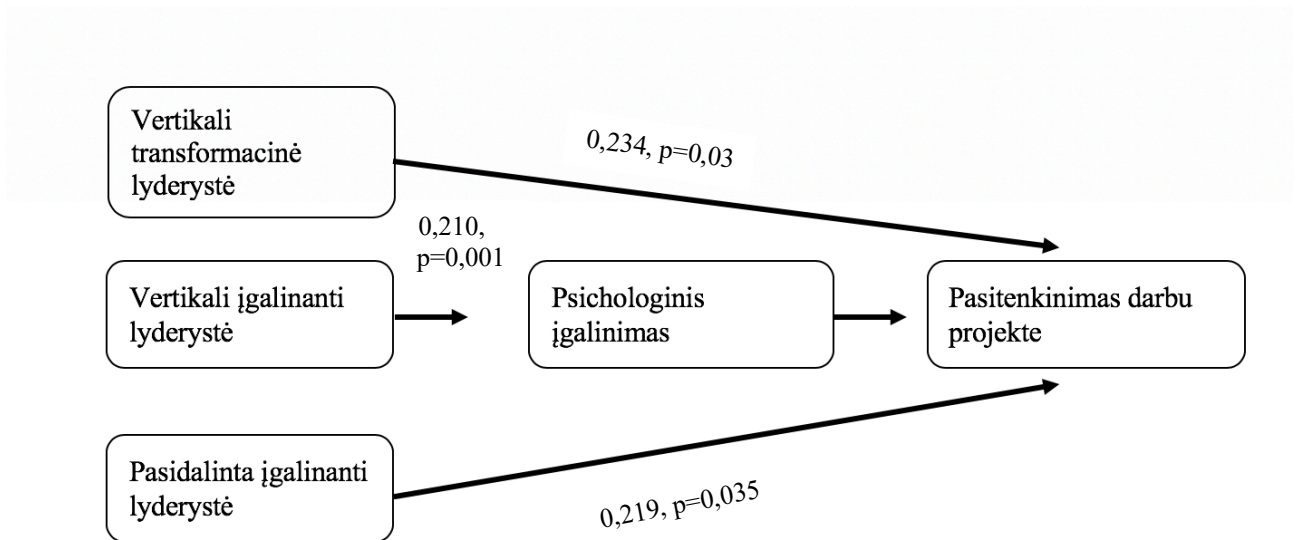 Vertikali
transformacinė
lyderystė
0,234, p=0,03
0,210,
p=0,001
Vertikali įgalinanti
lyderystė
Psichologinis
įgalinimas
Pasitenkinimas darbu
projekte
Pasidalinta įgalinanti
lyderystė
0,219, p=0,035